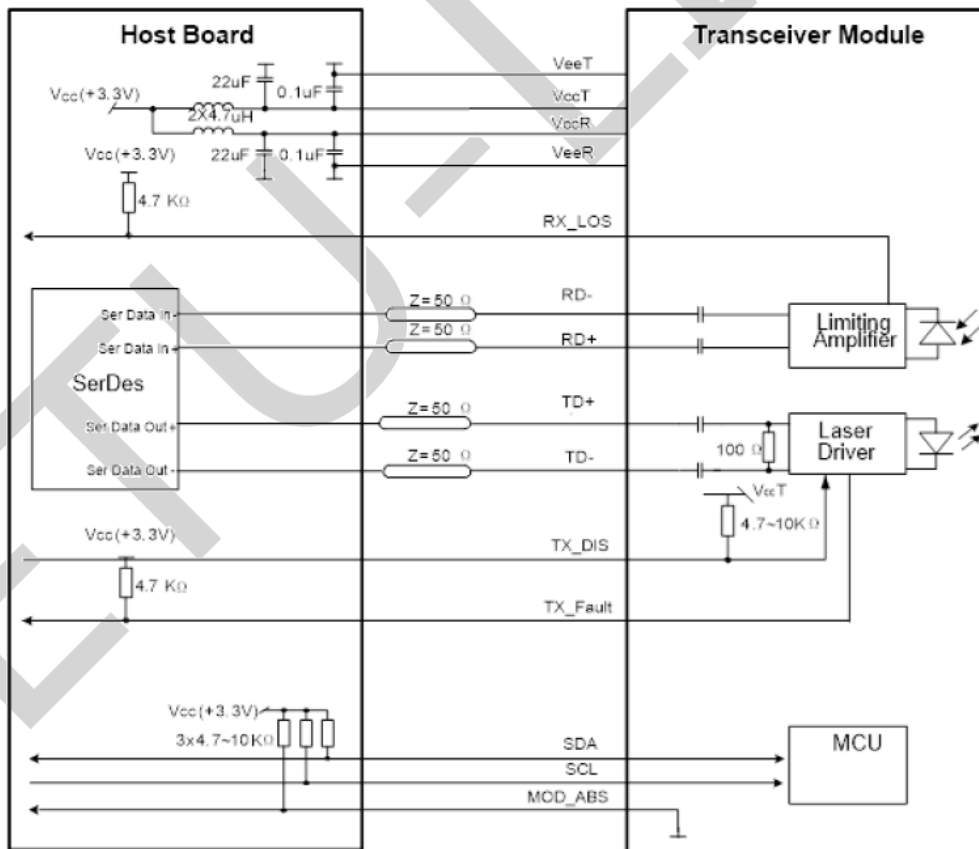 Host Board
Transceiver Module
VeeT
22uF
0.1uF
Vcc(+3.3V)
VccT
2X4.7uH
VccR
Vcc(+3.3V)
22uF
0.1uF
VeeR
4.7 KΩ
RX_LOS
Z=50 Ω
RD-
Ser Data In-
Limiting
Amplifier
Z=50 Ω
RD+
Ser Data In+
SerDes
Z=50 Ω
TD+
Ser Data Out+
Laser
Driver
100 Ω
Z=50 Ω
TD-
Ser Data Out-
VccT
4.7~10KΩ
Vcc(+3.3V)
TX_DIS
4.7 KΩ
TX_Fault
Vcc(+3.3V)
3x4.7~10KΩ
SDA
MCU
SCL
MOD_ABS